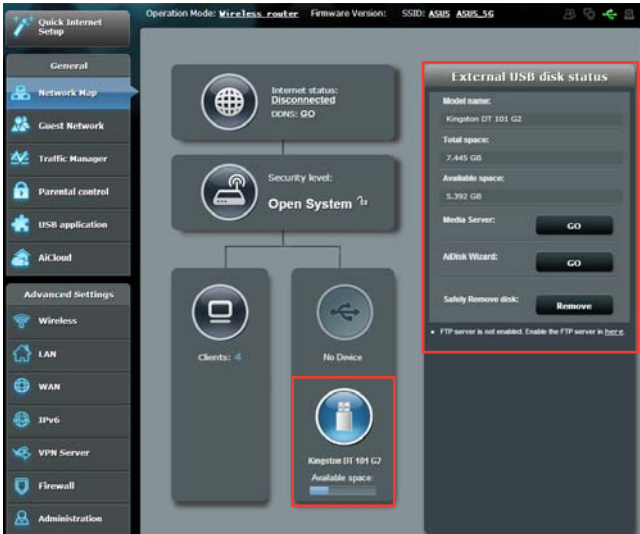 Quick Internet
Setup
Operation Mode: Wireless router Firmware Version: SSID: ASUS ASUS_5G
General
Network Map
Guest Network
Traffic Manager
Parental control
USB application
AiCloud
Advanced Settings
Wireless
LAN
WAN
IPv6
VPN Server
Firewall
Administration
Internet status:
Disconnected
DDNS: GO
Security level:
Open System
Clients: 4
No Device
Kingston DT 101 G2
Available space:
External USB disk status
Model name:
Kingston DT 101 G2
Total space:
7.445 GB
Available space:
5.392 GB
Media Server: GO
AiDisk Wizard: GO
Safely Remove disk: Remove
• FTP server is not enabled. Enable the FTP server in here.